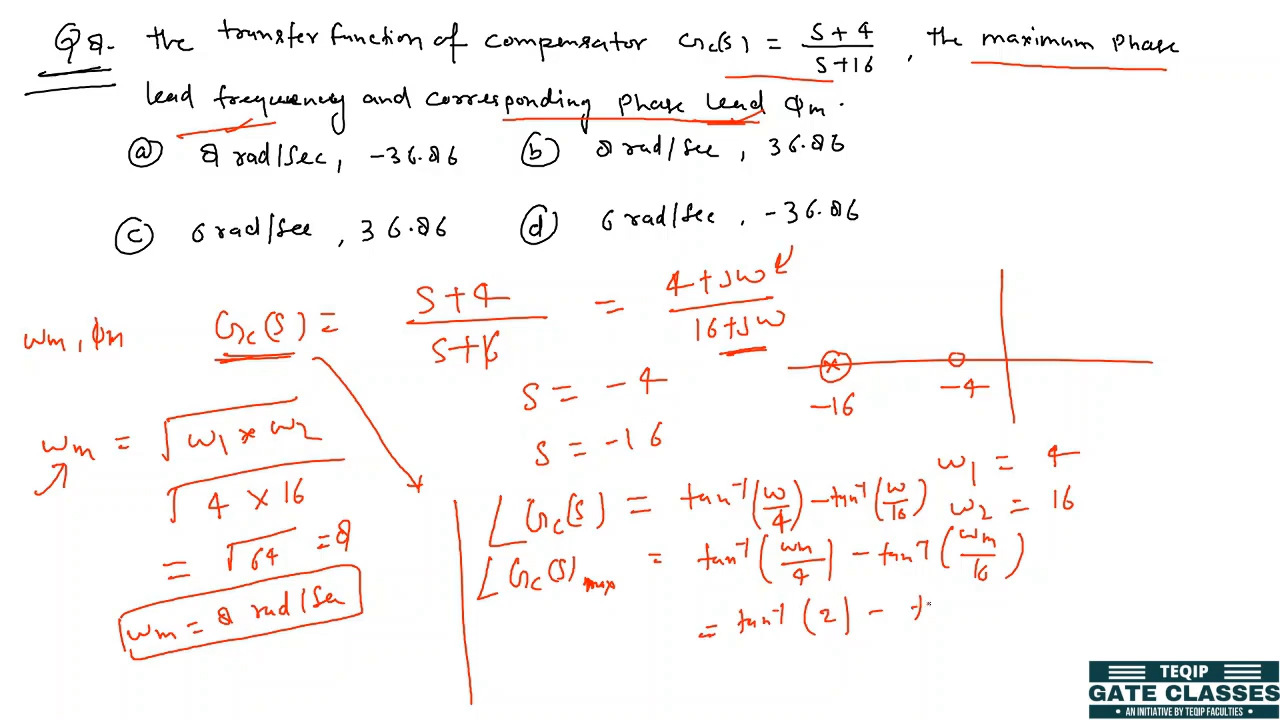 Q8. the transfer function of compensator Gc(s) = s+4 / s+16 , the maximum phase
lead frequency and corresponding phase lead ϕm.
(a) 8 rad/sec, -36.86
(b) 8 rad/sec, 36.86
(c) 6 rad/sec, 36.86
(d) 6 rad/sec, -36.86
ωm, ϕm
Gc(s) = s+4 / s+16 = 4+jω / 16+jω
s = -4
s = -16
-16
-4
ωm = √ω1 × ω2
√4 × 16
= √64 = 8
ωm = 8 rad/sec
ω1 = 4
ω2 = 16
∠Gc(s) = tan⁻¹(ω/4) - tan⁻¹(ω/16)
∠Gc(s)max = tan⁻¹(ωm/4) - tan⁻¹(ωm/16)
= tan⁻¹(2) - t
TEQIP
GATE CLASSES
AN INITIATIVE BY TEQIP FACULTIES